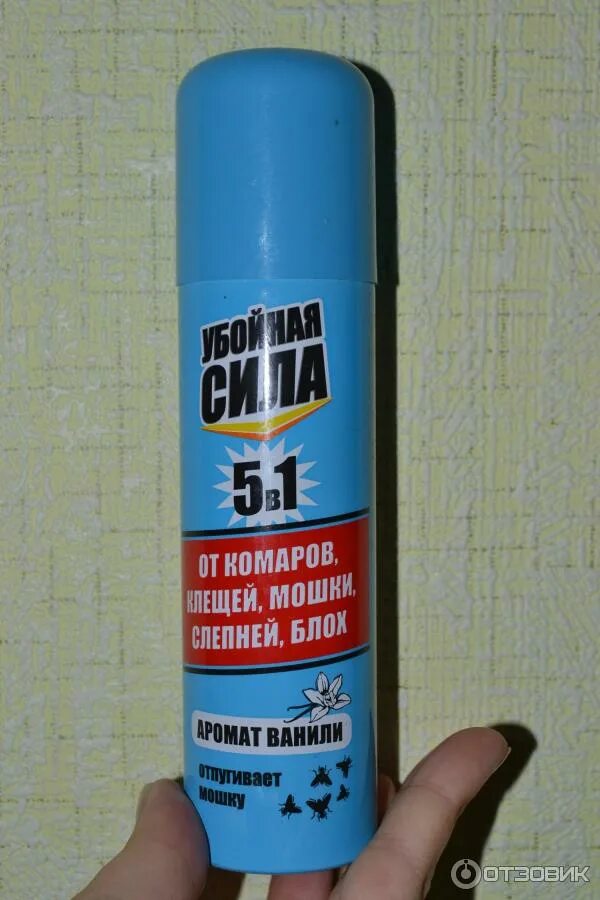 УБОЙНАЯ
СИЛА
5в1
ОТ КОМАРОВ,
КЛЕЩЕЙ, МОШКИ,
СЛЕПНЕЙ, БЛОХ
АРОМАТ ВАНИЛИ
отпугивает
мошку
ОТЗОВИК